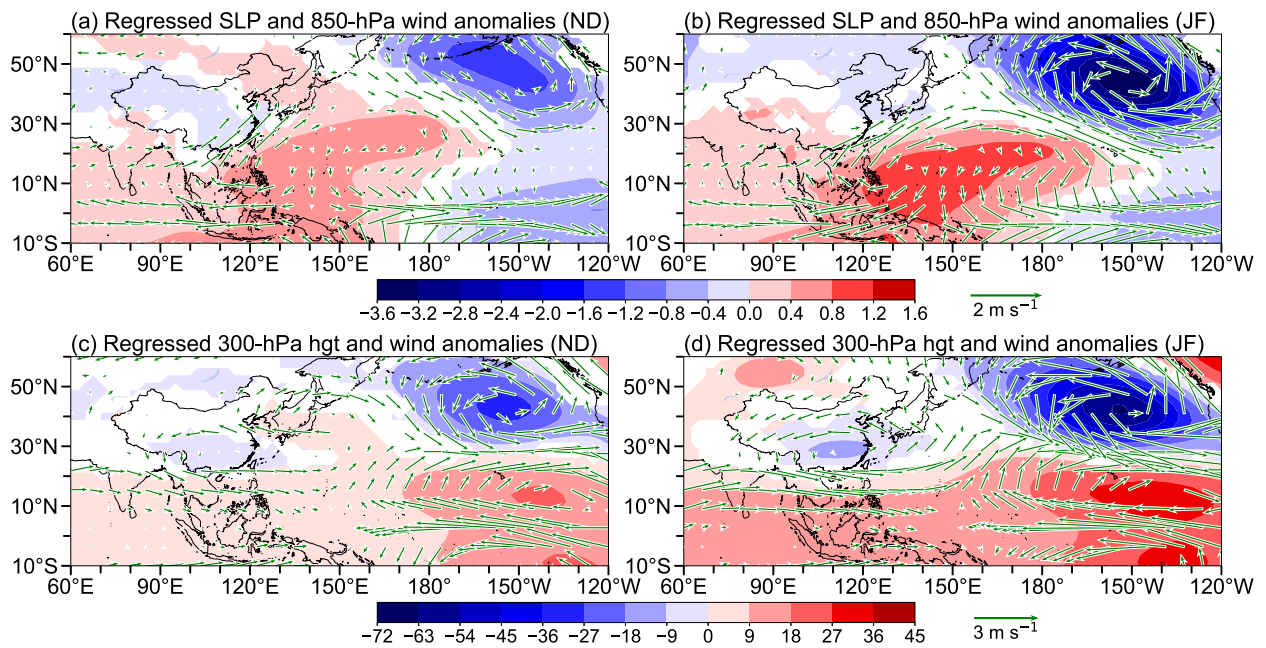 (a) Regressed SLP and 850-hPa wind anomalies (ND)
(b) Regressed SLP and 850-hPa wind anomalies (JF)
50°N
30°N
10°N
10°S
60°E 90°E 120°E 150°E 180° 150°W 120°W
50°N
30°N
10°N
10°S
60°E 90°E 120°E 150°E 180° 150°W 120°W
−3.6 −3.2 −2.8 −2.4 −2.0 −1.6 −1.2 −0.8 −0.4 0.0 0.4 0.8 1.2 1.6
2 m s⁻¹
(c) Regressed 300-hPa hgt and wind anomalies (ND)
(d) Regressed 300-hPa hgt and wind anomalies (JF)
50°N
30°N
10°N
10°S
60°E 90°E 120°E 150°E 180° 150°W 120°W
50°N
30°N
10°N
10°S
60°E 90°E 120°E 150°E 180° 150°W 120°W
−72 −63 −54 −45 −36 −27 −18 −9 0 9 18 27 36 45
3 m s⁻¹